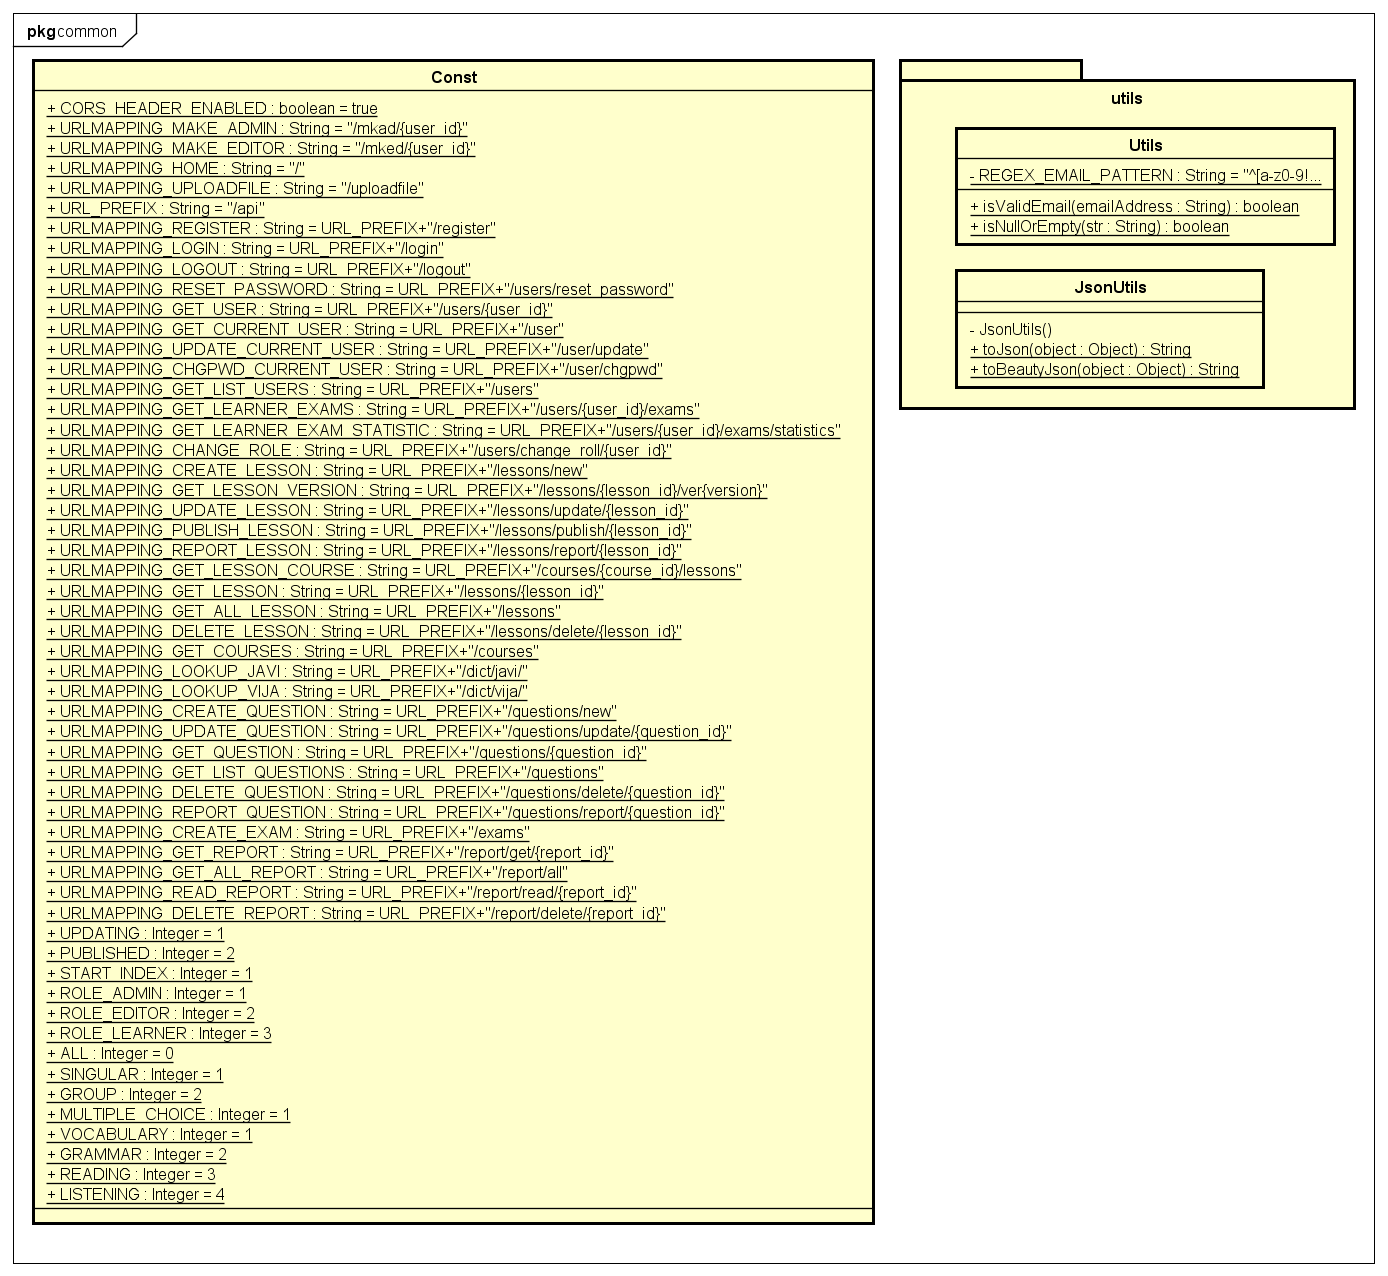 pkg common
Const
+ CORS_HEADER_ENABLED : boolean = true
+ URLMAPPING_MAKE_ADMIN : String = "/mkad/{user_id}"
+ URLMAPPING_MAKE_EDITOR : String = "/mked/{user_id}"
+ URLMAPPING_HOME : String = "/"
+ URLMAPPING_UPLOADFILE : String = "/uploadfile"
+ URL_PREFIX : String = "/api"
+ URLMAPPING_REGISTER : String = URL_PREFIX+"/register"
+ URLMAPPING_LOGIN : String = URL_PREFIX+"/login"
+ URLMAPPING_LOGOUT : String = URL_PREFIX+"/logout"
+ URLMAPPING_RESET_PASSWORD : String = URL_PREFIX+"/users/reset_password"
+ URLMAPPING_GET_USER : String = URL_PREFIX+"/users/{user_id}"
+ URLMAPPING_GET_CURRENT_USER : String = URL_PREFIX+"/user"
+ URLMAPPING_UPDATE_CURRENT_USER : String = URL_PREFIX+"/user/update"
+ URLMAPPING_CHGPWD_CURRENT_USER : String = URL_PREFIX+"/user/chgpwd"
+ URLMAPPING_GET_LIST_USERS : String = URL_PREFIX+"/users"
+ URLMAPPING_GET_LEARNER_EXAMS : String = URL_PREFIX+"/users/{user_id}/exams"
+ URLMAPPING_GET_LEARNER_EXAM_STATISTIC : String = URL_PREFIX+"/users/{user_id}/exams/statistics"
+ URLMAPPING_CHANGE_ROLE : String = URL_PREFIX+"/users/change_roll/{user_id}"
+ URLMAPPING_CREATE_LESSON : String = URL_PREFIX+"/lessons/new"
+ URLMAPPING_GET_LESSON_VERSION : String = URL_PREFIX+"/lessons/{lesson_id}/ver{version}"
+ URLMAPPING_UPDATE_LESSON : String = URL_PREFIX+"/lessons/update/{lesson_id}"
+ URLMAPPING_PUBLISH_LESSON : String = URL_PREFIX+"/lessons/publish/{lesson_id}"
+ URLMAPPING_REPORT_LESSON : String = URL_PREFIX+"/lessons/report/{lesson_id}"
+ URLMAPPING_GET_LESSON_COURSE : String = URL_PREFIX+"/courses/{course_id}/lessons"
+ URLMAPPING_GET_LESSON : String = URL_PREFIX+"/lessons/{lesson_id}"
+ URLMAPPING_GET_ALL_LESSON : String = URL_PREFIX+"/lessons"
+ URLMAPPING_DELETE_LESSON : String = URL_PREFIX+"/lessons/delete/{lesson_id}"
+ URLMAPPING_GET_COURSES : String = URL_PREFIX+"/courses"
+ URLMAPPING_LOOKUP_JAVI : String = URL_PREFIX+"/dict/javi/"
+ URLMAPPING_LOOKUP_VIJA : String = URL_PREFIX+"/dict/vija/"
+ URLMAPPING_CREATE_QUESTION : String = URL_PREFIX+"/questions/new"
+ URLMAPPING_UPDATE_QUESTION : String = URL_PREFIX+"/questions/update/{question_id}"
+ URLMAPPING_GET_QUESTION : String = URL_PREFIX+"/questions/{question_id}"
+ URLMAPPING_GET_LIST_QUESTIONS : String = URL_PREFIX+"/questions"
+ URLMAPPING_DELETE_QUESTION : String = URL_PREFIX+"/questions/delete/{question_id}"
+ URLMAPPING_REPORT_QUESTION : String = URL_PREFIX+"/questions/report/{question_id}"
+ URLMAPPING_CREATE_EXAM : String = URL_PREFIX+"/exams"
+ URLMAPPING_GET_REPORT : String = URL_PREFIX+"/report/get/{report_id}"
+ URLMAPPING_GET_ALL_REPORT : String = URL_PREFIX+"/report/all"
+ URLMAPPING_READ_REPORT : String = URL_PREFIX+"/report/read/{report_id}"
+ URLMAPPING_DELETE_REPORT : String = URL_PREFIX+"/report/delete/{report_id}"
+ UPDATING : Integer = 1
+ PUBLISHED : Integer = 2
+ START_INDEX : Integer = 1
+ ROLE_ADMIN : Integer = 1
+ ROLE_EDITOR : Integer = 2
+ ROLE_LEARNER : Integer = 3
+ ALL : Integer = 0
+ SINGULAR : Integer = 1
+ GROUP : Integer = 2
+ MULTIPLE_CHOICE : Integer = 1
+ VOCABULARY : Integer = 1
+ GRAMMAR : Integer = 2
+ READING : Integer = 3
+ LISTENING : Integer = 4
utils
Utils
- REGEX_EMAIL_PATTERN : String = "^[a-z0-9!...
+ isValidEmail(emailAddress : String) : boolean
+ isNullOrEmpty(str : String) : boolean
JsonUtils
- JsonUtils()
+ toJson(object : Object) : String
+ toBeautyJson(object : Object) : String